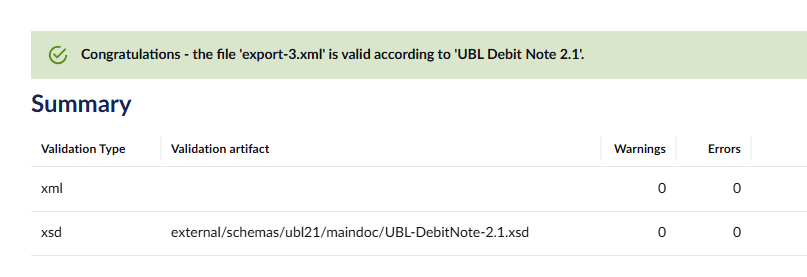 Congratulations - the file 'export-3.xml' is valid according to 'UBL Debit Note 2.1'.
Summary
Validation Type Validation artifact Warnings Errors
xml 0 0
xsd external/schemas/ubl21/maindoc/UBL-DebitNote-2.1.xsd 0 0